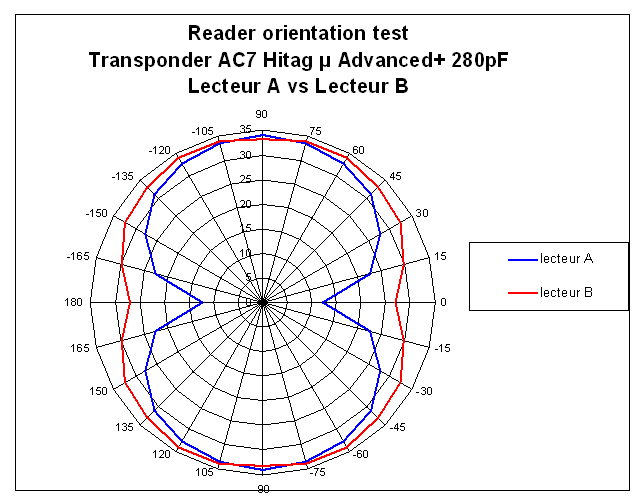 Reader orientation test
Transponder AC7 Hitag µ Advanced+ 280pF
Lecteur A vs Lecteur B
90
-105 35 75
-120 30 60
-135 25 45
-150 20 30
15
-165 10 15
5
180 0 0
165 -15
150 -30
135 -45
120 -60
105 -75
90
lecteur A
lecteur B